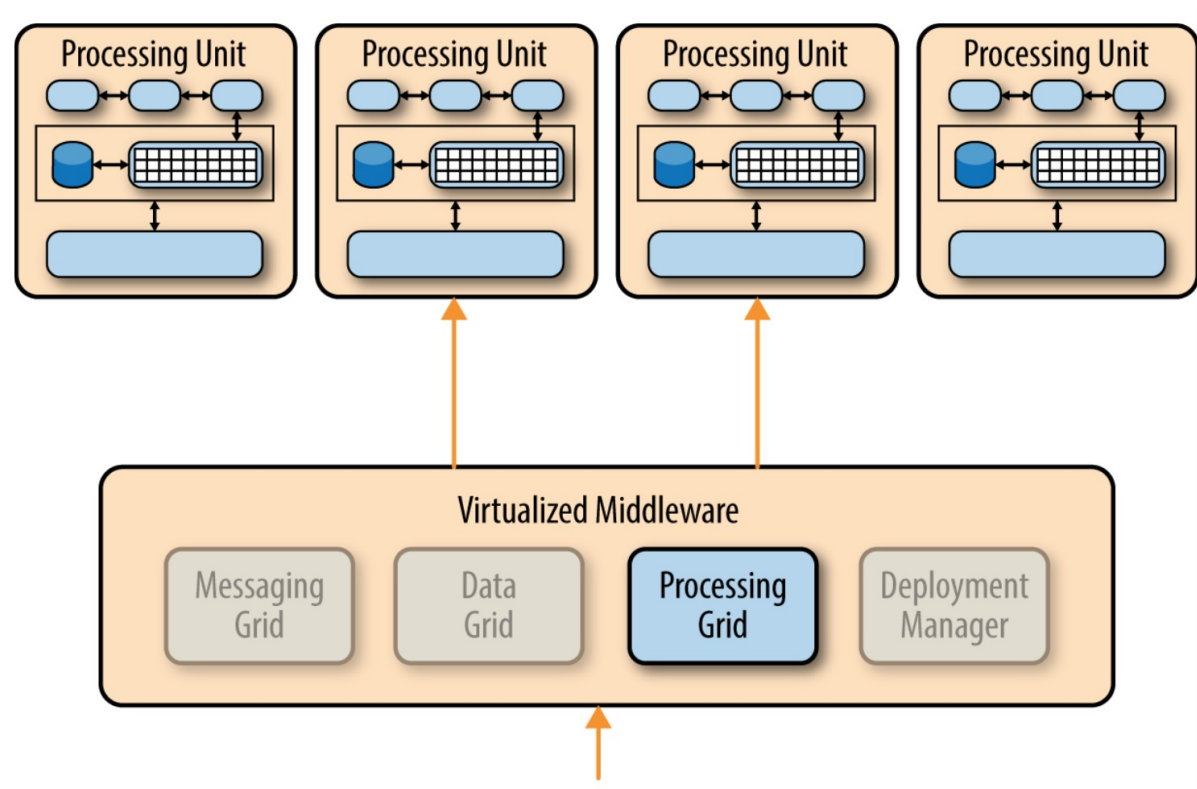 Processing Unit
Processing Unit
Processing Unit
Processing Unit
Virtualized Middleware
Messaging
Grid
Data
Grid
Processing
Grid
Deployment
Manager